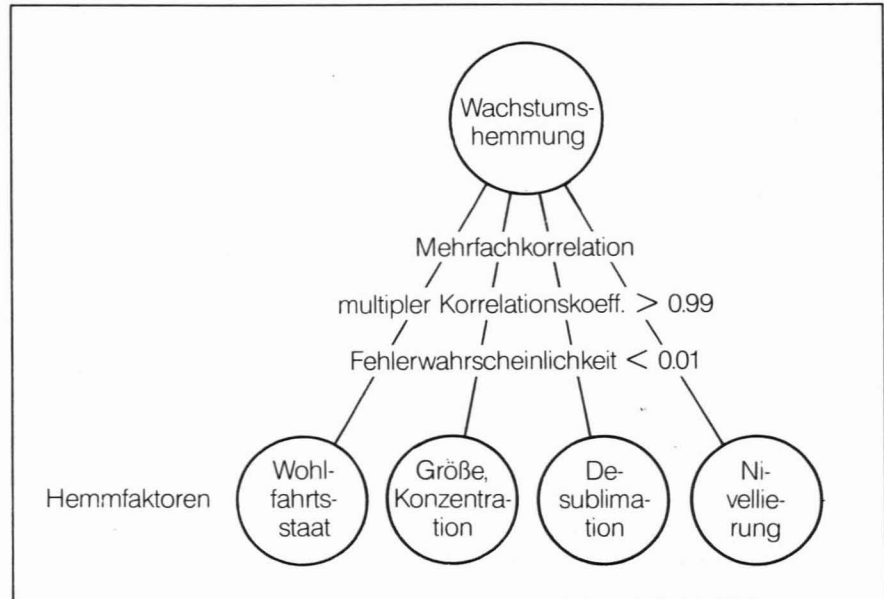 Wachstums-
hemmung
Mehrfachkorrelation
multipler Korrelationskoeff. > 0.99
Fehlerwahrscheinlichkeit < 0.01
Hemmfaktoren
Wohl-
fahrts-
staat
Größe,
Konzentra-
tion
De-
sublima-
tion
Ni-
vellie-
rung